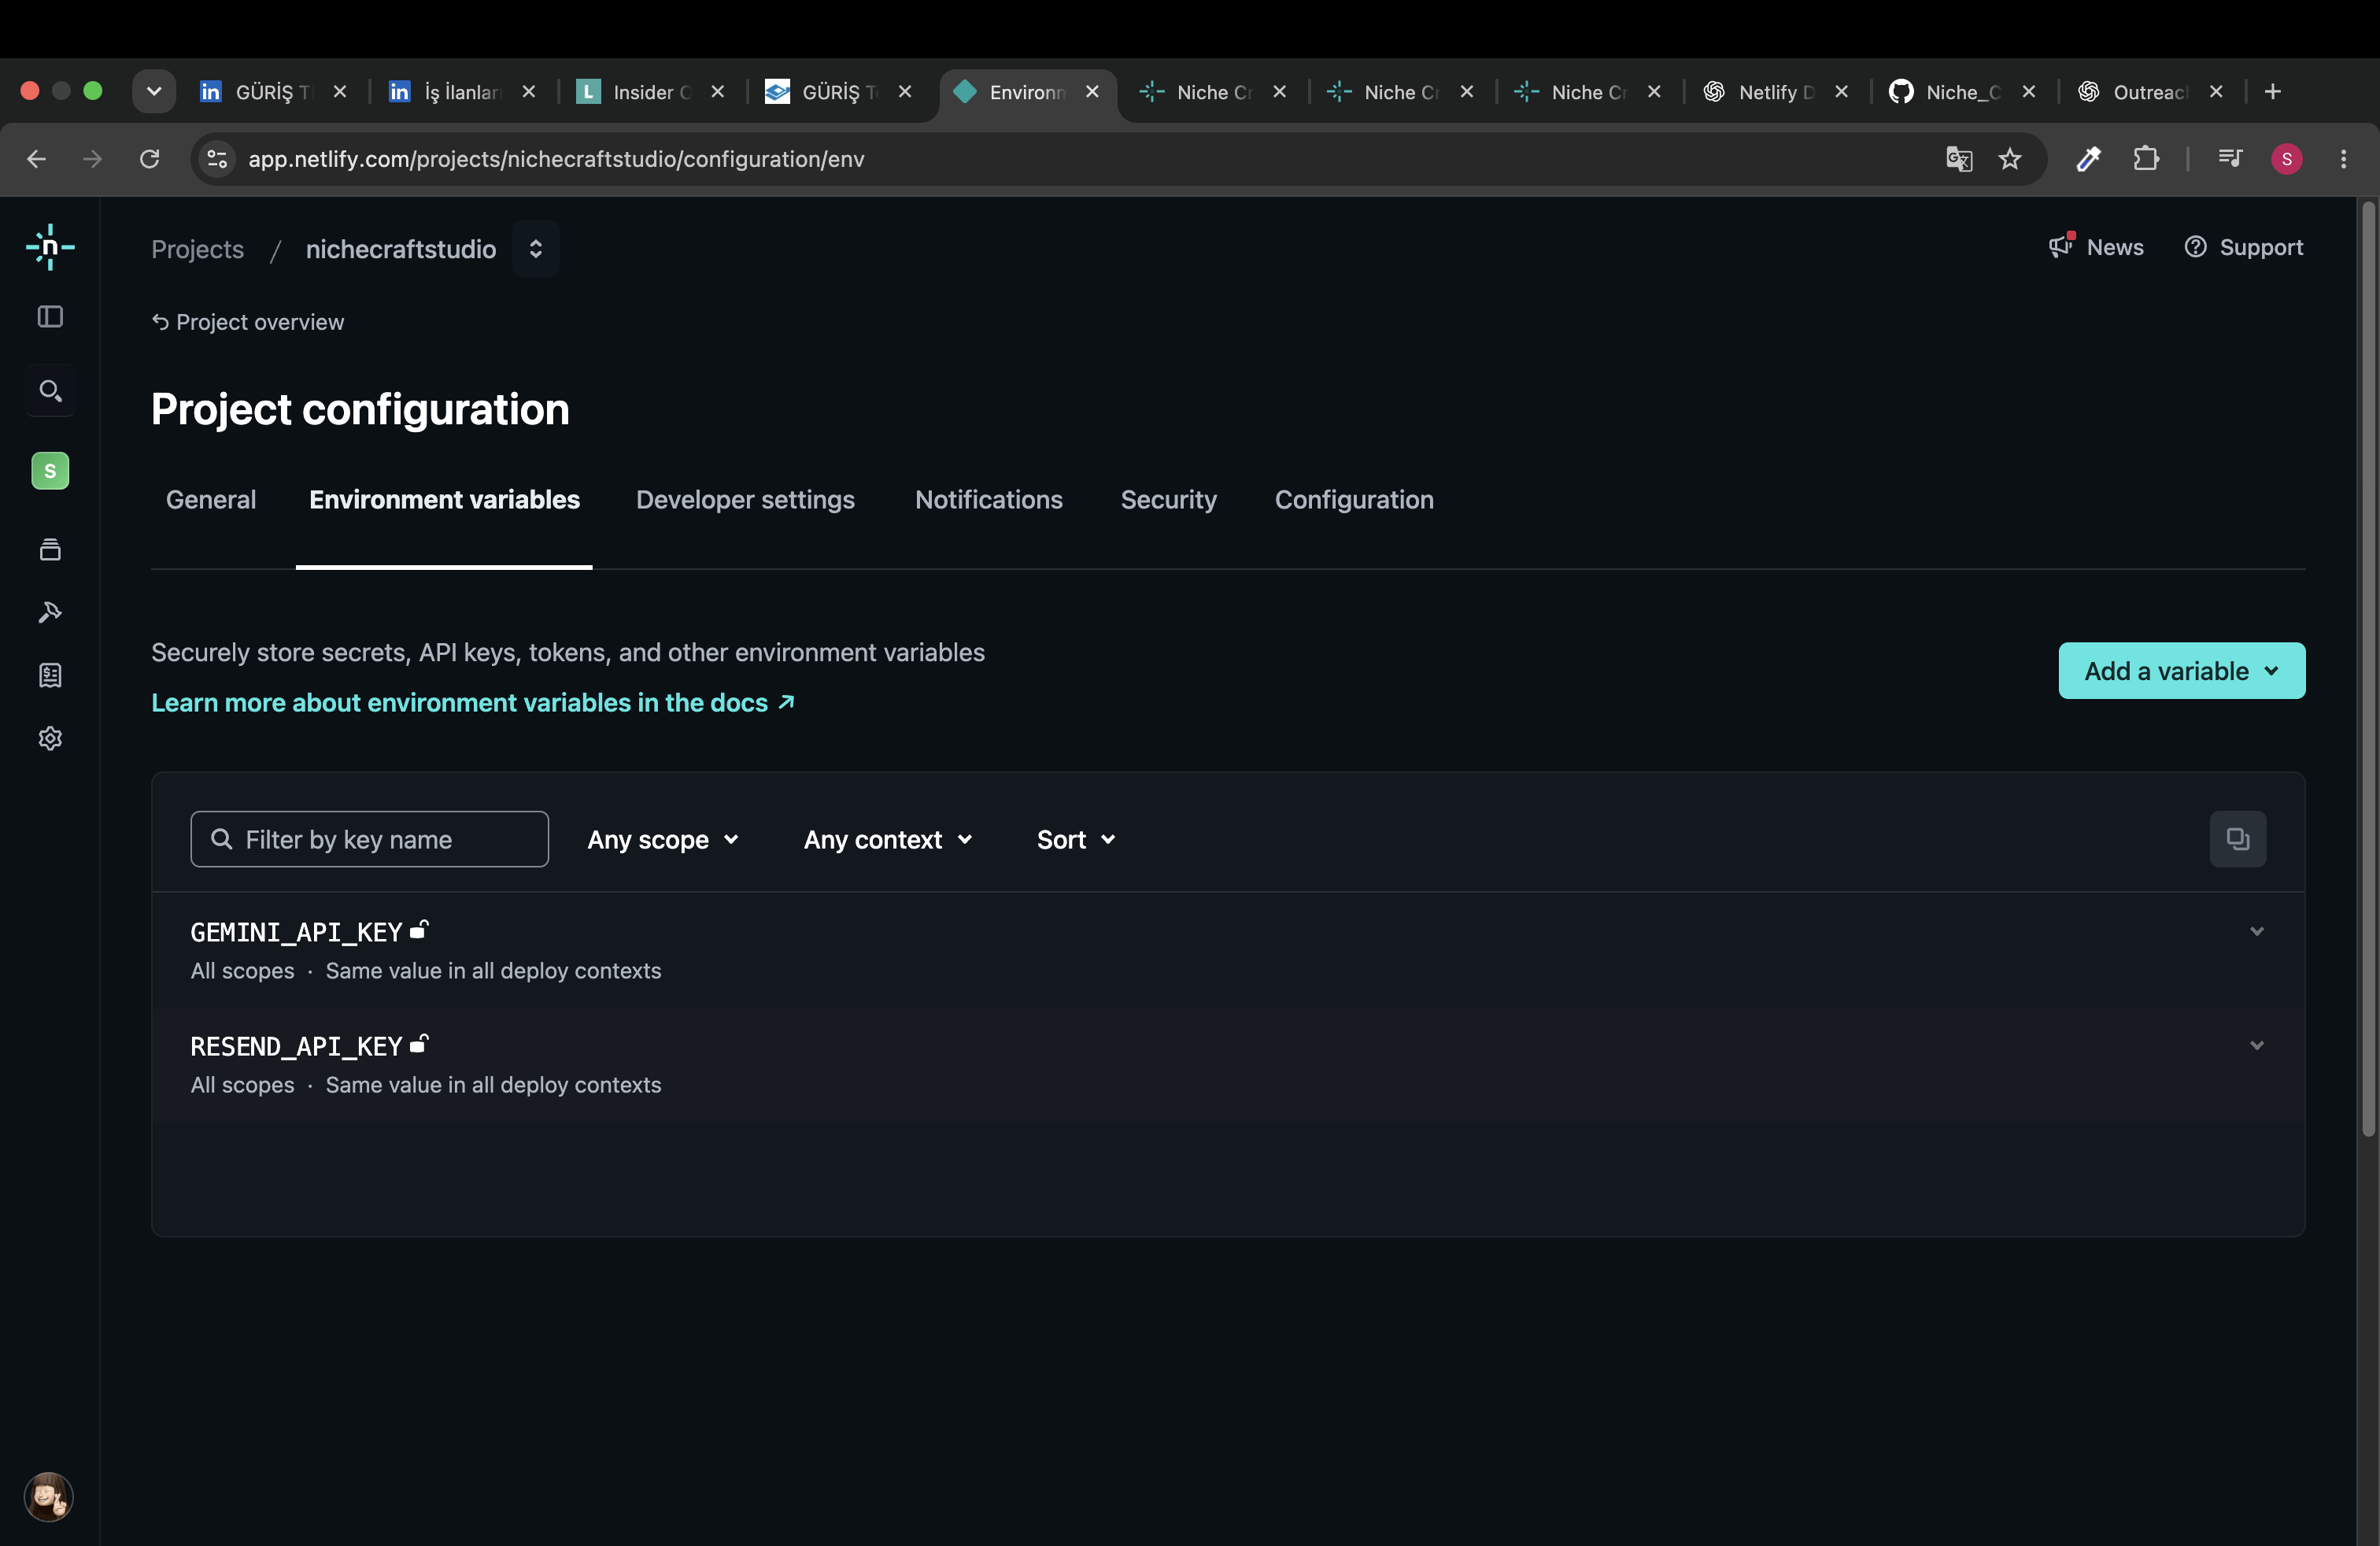 GÜRİŞ T
İş İlanlar
L Insider
GÜRİŞ T
Environ
Niche C
Niche C
Niche C
Netlify
Niche_
Outreac
app.netlify.com/projects/nichecraftstudio/configuration/env
S
Projects / nichecraftstudio
News
Support
Project overview
Project configuration
S
General
Environment variables
Developer settings
Notifications
Security
Configuration
Securely store secrets, API keys, tokens, and other environment variables
Add a variable
Learn more about environment variables in the docs
Filter by key name
Any scope
Any context
Sort
GEMINI_API_KEY
All scopes · Same value in all deploy contexts
RESEND_API_KEY
All scopes · Same value in all deploy contexts